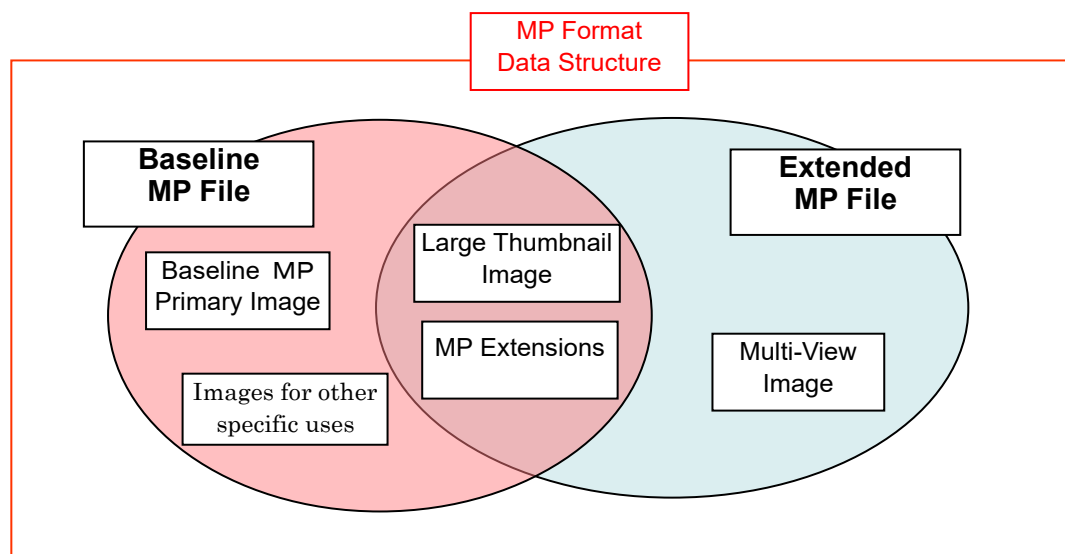 MP Format
Data Structure
Baseline
MP File
Extended
MP File
Large Thumbnail
Image
Baseline MP
Primary Image
MP Extensions
Multi-View
Image
Images for other
specific uses